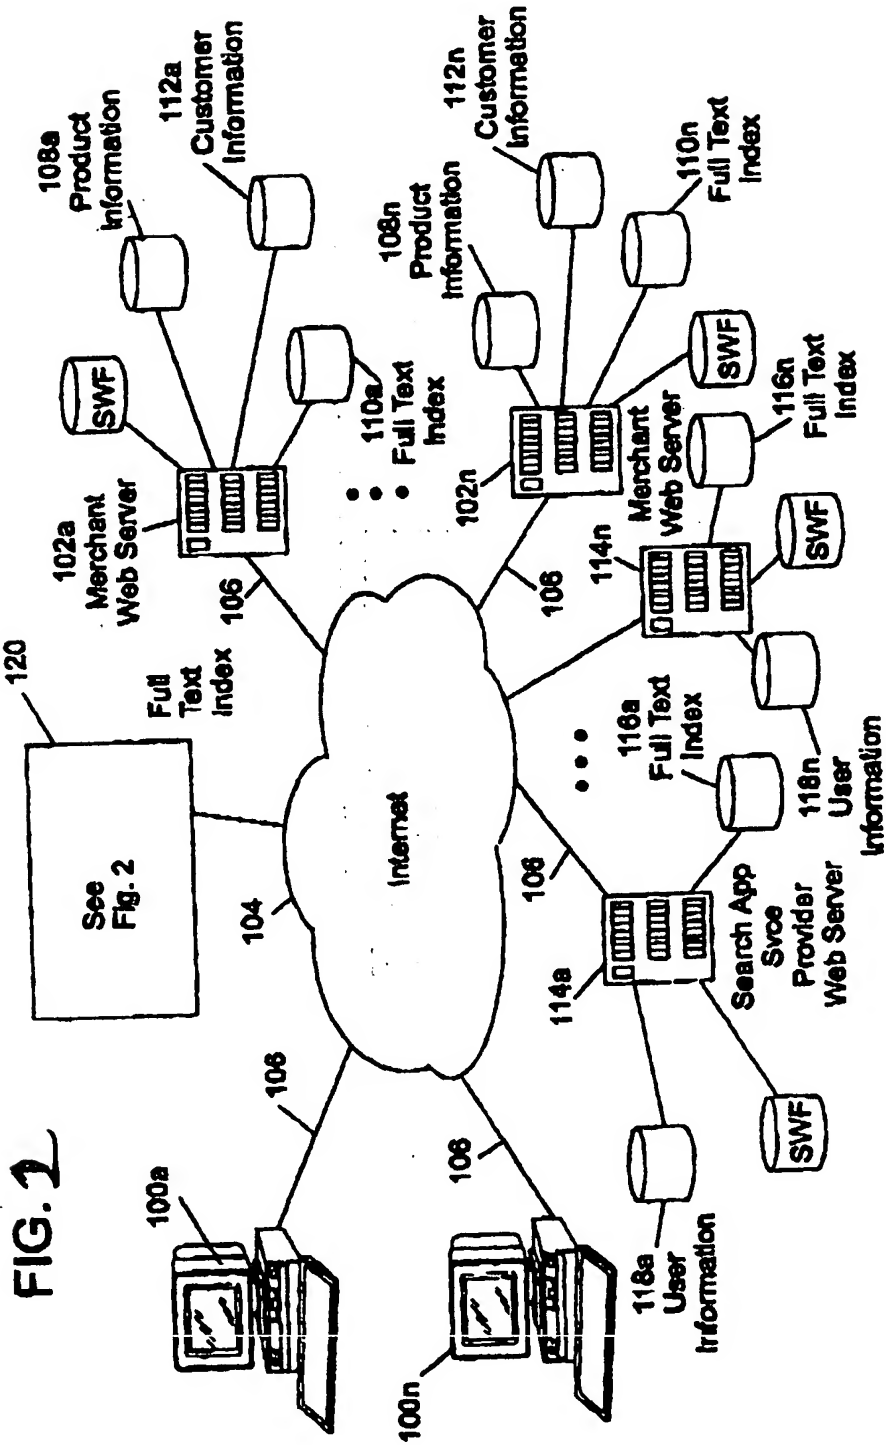 FIG.
120
See
Fig. 2
Full
Text
Index
102a
Merchant
Web Server
SWF
108a
Product
Information
112a
Customer
Information
110a
Full Text
Index
100a
106
104
Internet
106
100n
106
106
106
102n
Merchant
Web Server
108n
Product
Information
112n
Customer
Information
110n
Full Text
Index
SWF
118a
User
Information
SWF
114a
Search App
Svce
Provider
Web Server
116a
Full Text
Index
114n
118n
User
Information
SWF
116n
Full Text
Index